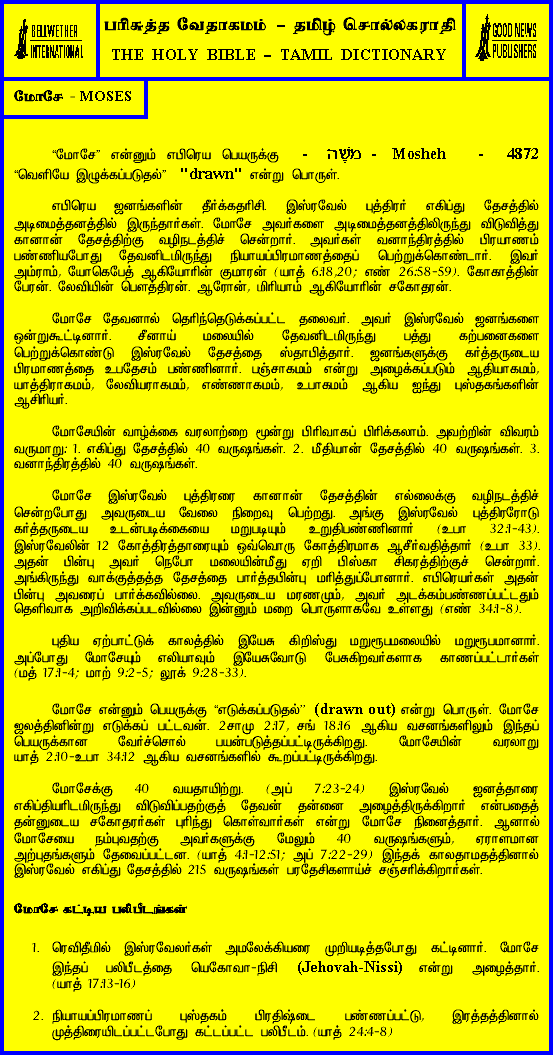 BELLWETHER
INTERNATIONAL
பரிசுத்த வேதாகமம் – தமிழ் சொல்லகராதி
THE HOLY BIBLE – TAMIL DICTIONARY
GOOD NEWS
PUBLISHERS
மோசே - MOSES
“மோசே” என்னும் எபிரெய பெயருக்கு - מֹשֶׁה - Mosheh - 4872
“வெளியே இழுக்கப்படுதல்” "drawn" என்று பொருள்.
எபிரெய ஜனங்களின் தீர்க்கதரிசி. இஸ்ரவேல் புத்திரர் எகிப்து தேசத்தில்
அடிமைத்தனத்தில் இருந்தார்கள். மோசே அவர்களை அடிமைத்தனத்திலிருந்து விடுவித்து
கானான் தேசத்திற்கு வழிநடத்திச் சென்றார். அவர்கள் வனாந்திரத்தில் பிரயாணம்
பண்ணியபோது தேவனிடமிருந்து நியாயப்பிரமாணத்தைப் பெற்றுக்கொண்டார். இவர்
அம்ராம், யோகெபேத் ஆகியோரின் குமாரன் (யாத் 6:18,20; எண் 26:58-59). கோகாத்தின்
பேரன். லேவியின் பௌத்திரன். ஆரோன், மிரியாம் ஆகியோரின் சகோதரன்.
மோசே தேவனால் தெரிந்தெடுக்கப்பட்ட தலைவர். அவர் இஸ்ரவேல் ஜனங்களை
ஒன்றுகூட்டினார். சீனாய் மலையில் தேவனிடமிருந்து பத்து கற்பனைகளை
பெற்றுக்கொண்டு இஸ்ரவேல் தேசத்தை ஸ்தாபித்தார். ஜனங்களுக்கு கர்த்தருடைய
பிரமாணத்தை உபதேசம் பண்ணினார். பஞ்சாகமம் என்று அழைக்கப்படும் ஆதியாகமம்,
யாத்திராகமம், லேவியராகமம், எண்ணாகமம், உபாகமம் ஆகிய ஐந்து புஸ்தகங்களின்
ஆசிரியர்.
மோசேயின் வாழ்க்கை வரலாற்றை மூன்று பிரிவாகப் பிரிக்கலாம். அவற்றின் விவரம்
வருமாறு: 1. எகிப்து தேசத்தில் 40 வருஷங்கள். 2. மீதியான் தேசத்தில் 40 வருஷங்கள். 3.
வனாந்திரத்தில் 40 வருஷங்கள்.
மோசே இஸ்ரவேல் புத்திரரை கானான் தேசத்தின் எல்லைக்கு வழிநடத்திச்
சென்றபோது அவருடைய வேலை நிறைவு பெற்றது. அங்கு இஸ்ரவேல் புத்திரரோடு
கர்த்தருடைய உடன்படிக்கையை மறுபடியும் உறுதிபண்ணினார் (உபா 32:1-43).
இஸ்ரவேலின் 12 கோத்திரத்தாரையும் ஒவ்வொரு கோத்திரமாக ஆசீர்வதித்தார் (உபா 33).
அதன் பின்பு அவர் நெபோ மலையின்மீது ஏறி பிஸ்கா சிகரத்திற்குச் சென்றார்.
அங்கிருந்து வாக்குத்தத்த தேசத்தை பார்த்தபின்பு மரித்துப்போனார். எபிரெயர்கள் அதன்
பின்பு அவரைப் பார்க்கவில்லை. அவருடைய மரணமும், அவர் அடக்கம்பண்ணப்பட்டதும்
தெளிவாக அறிவிக்கப்படவில்லை இன்னும் மறை பொருளாகவே உள்ளது (எண் 34:1-8).
புதிய ஏற்பாட்டுக் காலத்தில் இயேசு கிறிஸ்து மறுரூபமலையில் மறுரூபமானார்.
அப்போது மோசேயும் எலியாவும் இயேசுவோடு பேசுகிறவர்களாக காணப்பட்டார்கள்
(மத் 17:1-4; மாற் 9:2-5; லூக் 9:28-33).
மோசே என்னும் பெயருக்கு “எடுக்கப்படுதல்” (drawn out) என்று பொருள். மோசே
ஜலத்தினின்று எடுக்கப் பட்டவன். 2சாமு 2:17, சங் 18:16 ஆகிய வசனங்களிலும் இந்தப்
பெயருக்கான வேர்ச்சொல் பயன்படுத்தப்பட்டிருக்கிறது. மோசேயின் வரலாறு
யாத் 2:10-உபா 34:12 ஆகிய வசனங்களில் கூறப்பட்டிருக்கிறது.
மோசேக்கு 40 வயதாயிற்று. (அப் 7:23-24) இஸ்ரவேல் ஜனத்தாரை
எகிப்தியரிடமிருந்து விடுவிப்பதற்குத் தேவன் தன்னை அழைத்திருக்கிறார் என்பதைத்
தன்னுடைய சகோதரர்கள் புரிந்து கொள்வார்கள் என்று மோசே நினைத்தார். ஆனால்
மோசேயை நம்புவதற்கு அவர்களுக்கு மேலும் 40 வருஷங்களும், ஏராளமான
அற்புதங்களும் தேவைப்பட்டன. (யாத் 4:1-12:51; அப் 7:22-29) இந்தக் காலதாமதத்தினால்
இஸ்ரவேல் எகிப்து தேசத்தில் 215 வருஷங்கள் பரதேசிகளாய்ச் சஞ்சரிக்கிறார்கள்.
மோசே கட்டிய பலிபீடங்கள்
1. ரெவிதீமில் இஸ்ரவேலர்கள் அமலேக்கியரை முறியடித்தபோது கட்டினார். மோசே
இந்தப் பலிபீடத்தை யெகோவா-நிசி (Jehovah-Nissi) என்று அழைத்தார்.
(யாத் 17:13-16)
2. நியாயப்பிரமாணப் புஸ்தகம் பிரதிஷ்டை பண்ணப்பட்டு, இரத்தத்தினால்
முத்திரையிடப்பட்டபோது கட்டப்பட்ட பலிபீடம். (யாத் 24:4-8)